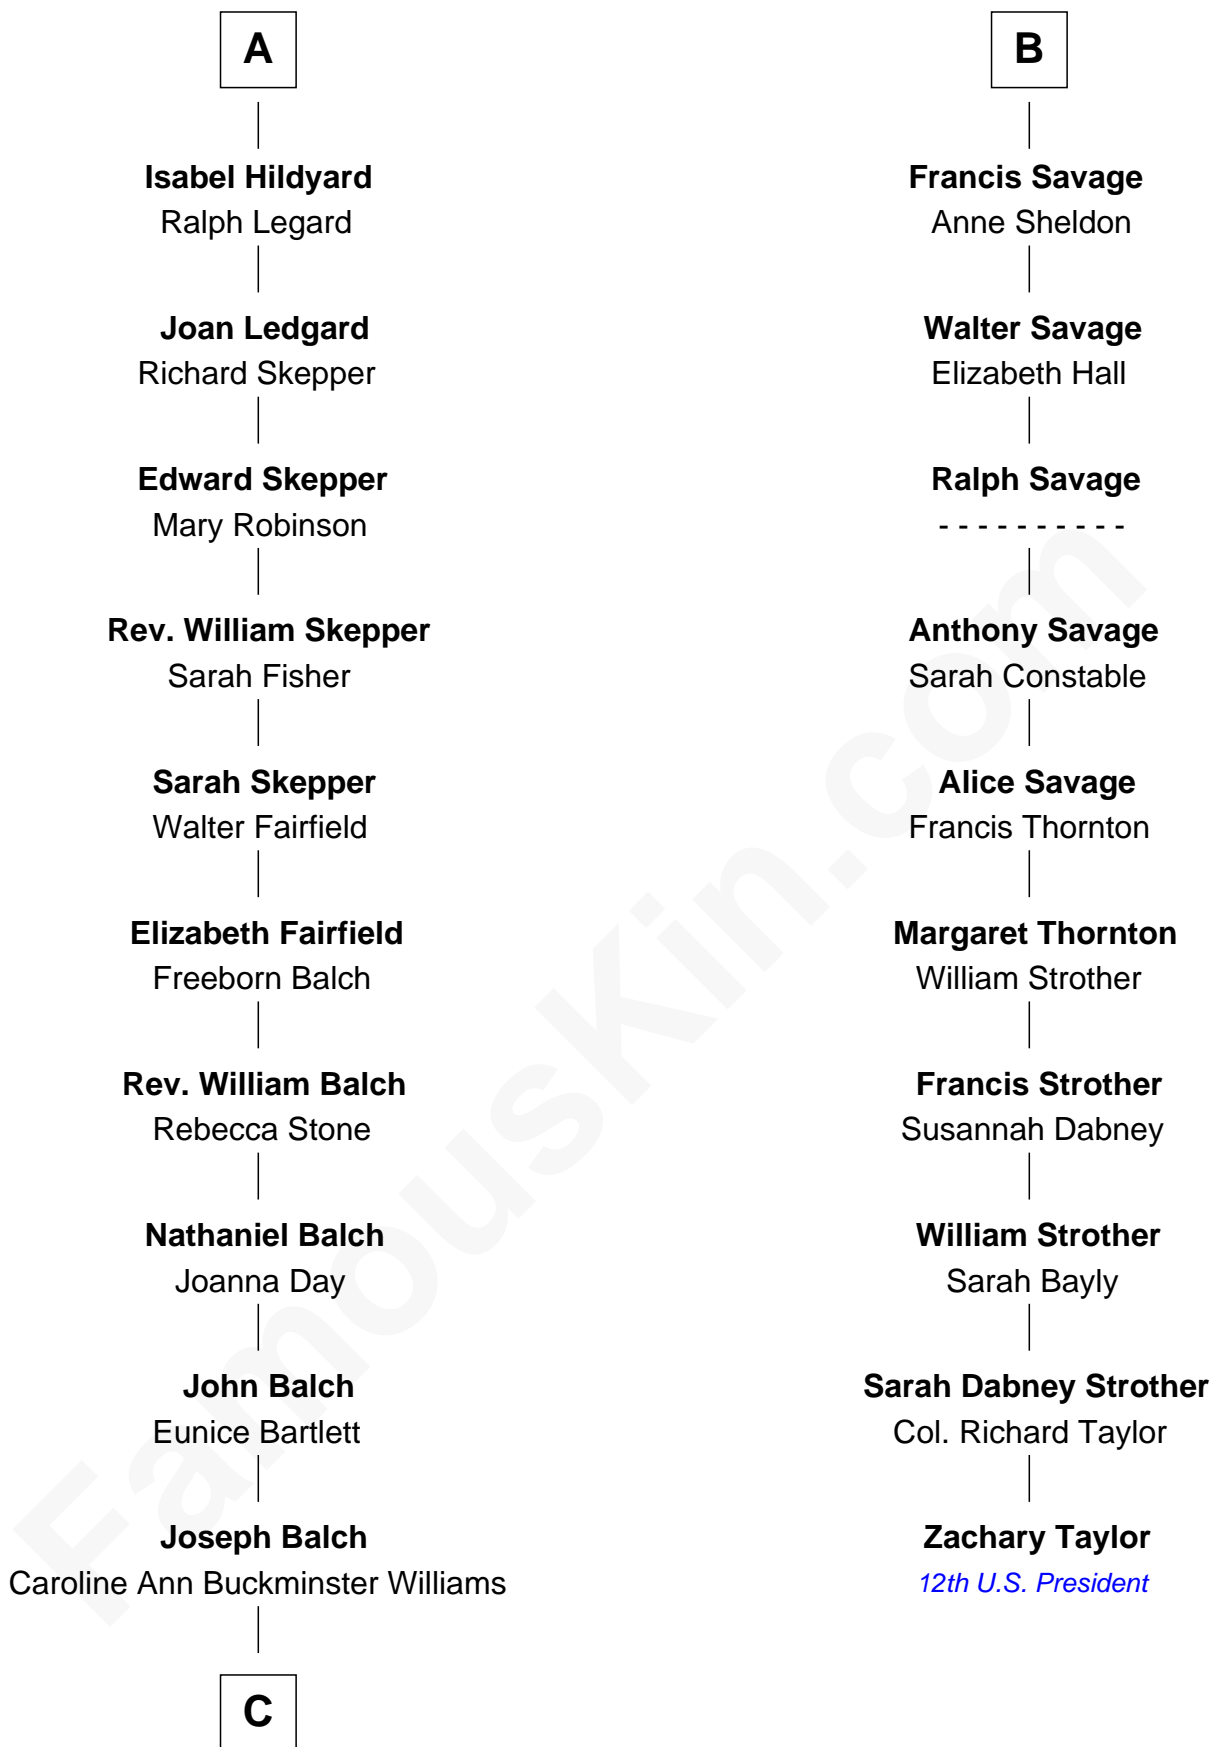 A
Isabel Hildyard
Ralph Legard
Joan Ledgard
Richard Skepper
Edward Skepper
Mary Robinson
Rev. William Skepper
Sarah Fisher
Sarah Skepper
Walter Fairfield
Elizabeth Fairfield
Freeborn Balch
Rev. William Balch
Rebecca Stone
Nathaniel Balch
Joanna Day
John Balch
Eunice Bartlett
Joseph Balch
Caroline Ann Buckminster Williams
C
B
Francis Savage
Anne Sheldon
Walter Savage
Elizabeth Hall
Ralph Savage
- - - - - - - - - -
Anthony Savage
Sarah Constable
Alice Savage
Francis Thornton
Margaret Thornton
William Strother
Francis Strother
Susannah Dabney
William Strother
Sarah Bayly
Sarah Dabney Strother
Col. Richard Taylor
Zachary Taylor
12th U.S. President
FamousKin.com